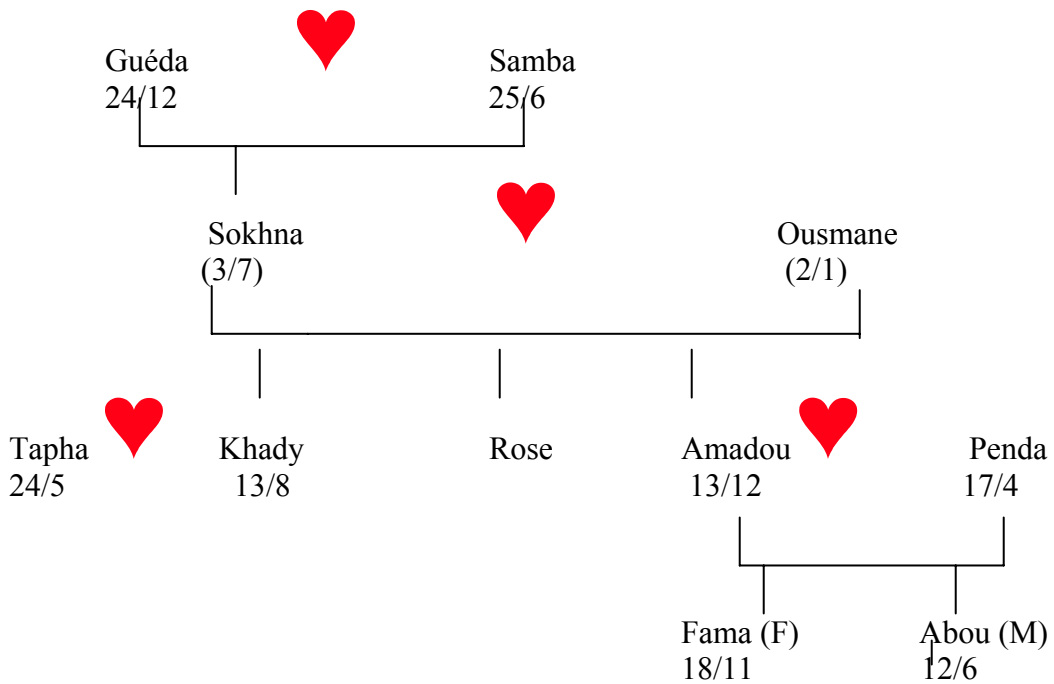 Guéda Samba
24/12 25/6
Sokhna Ousmane
(3/7) (2/1)
Tapha Khady Rose Amadou Penda
24/5 13/8 13/12 17/4
Fama (F) Abou (M)
18/11 12/6